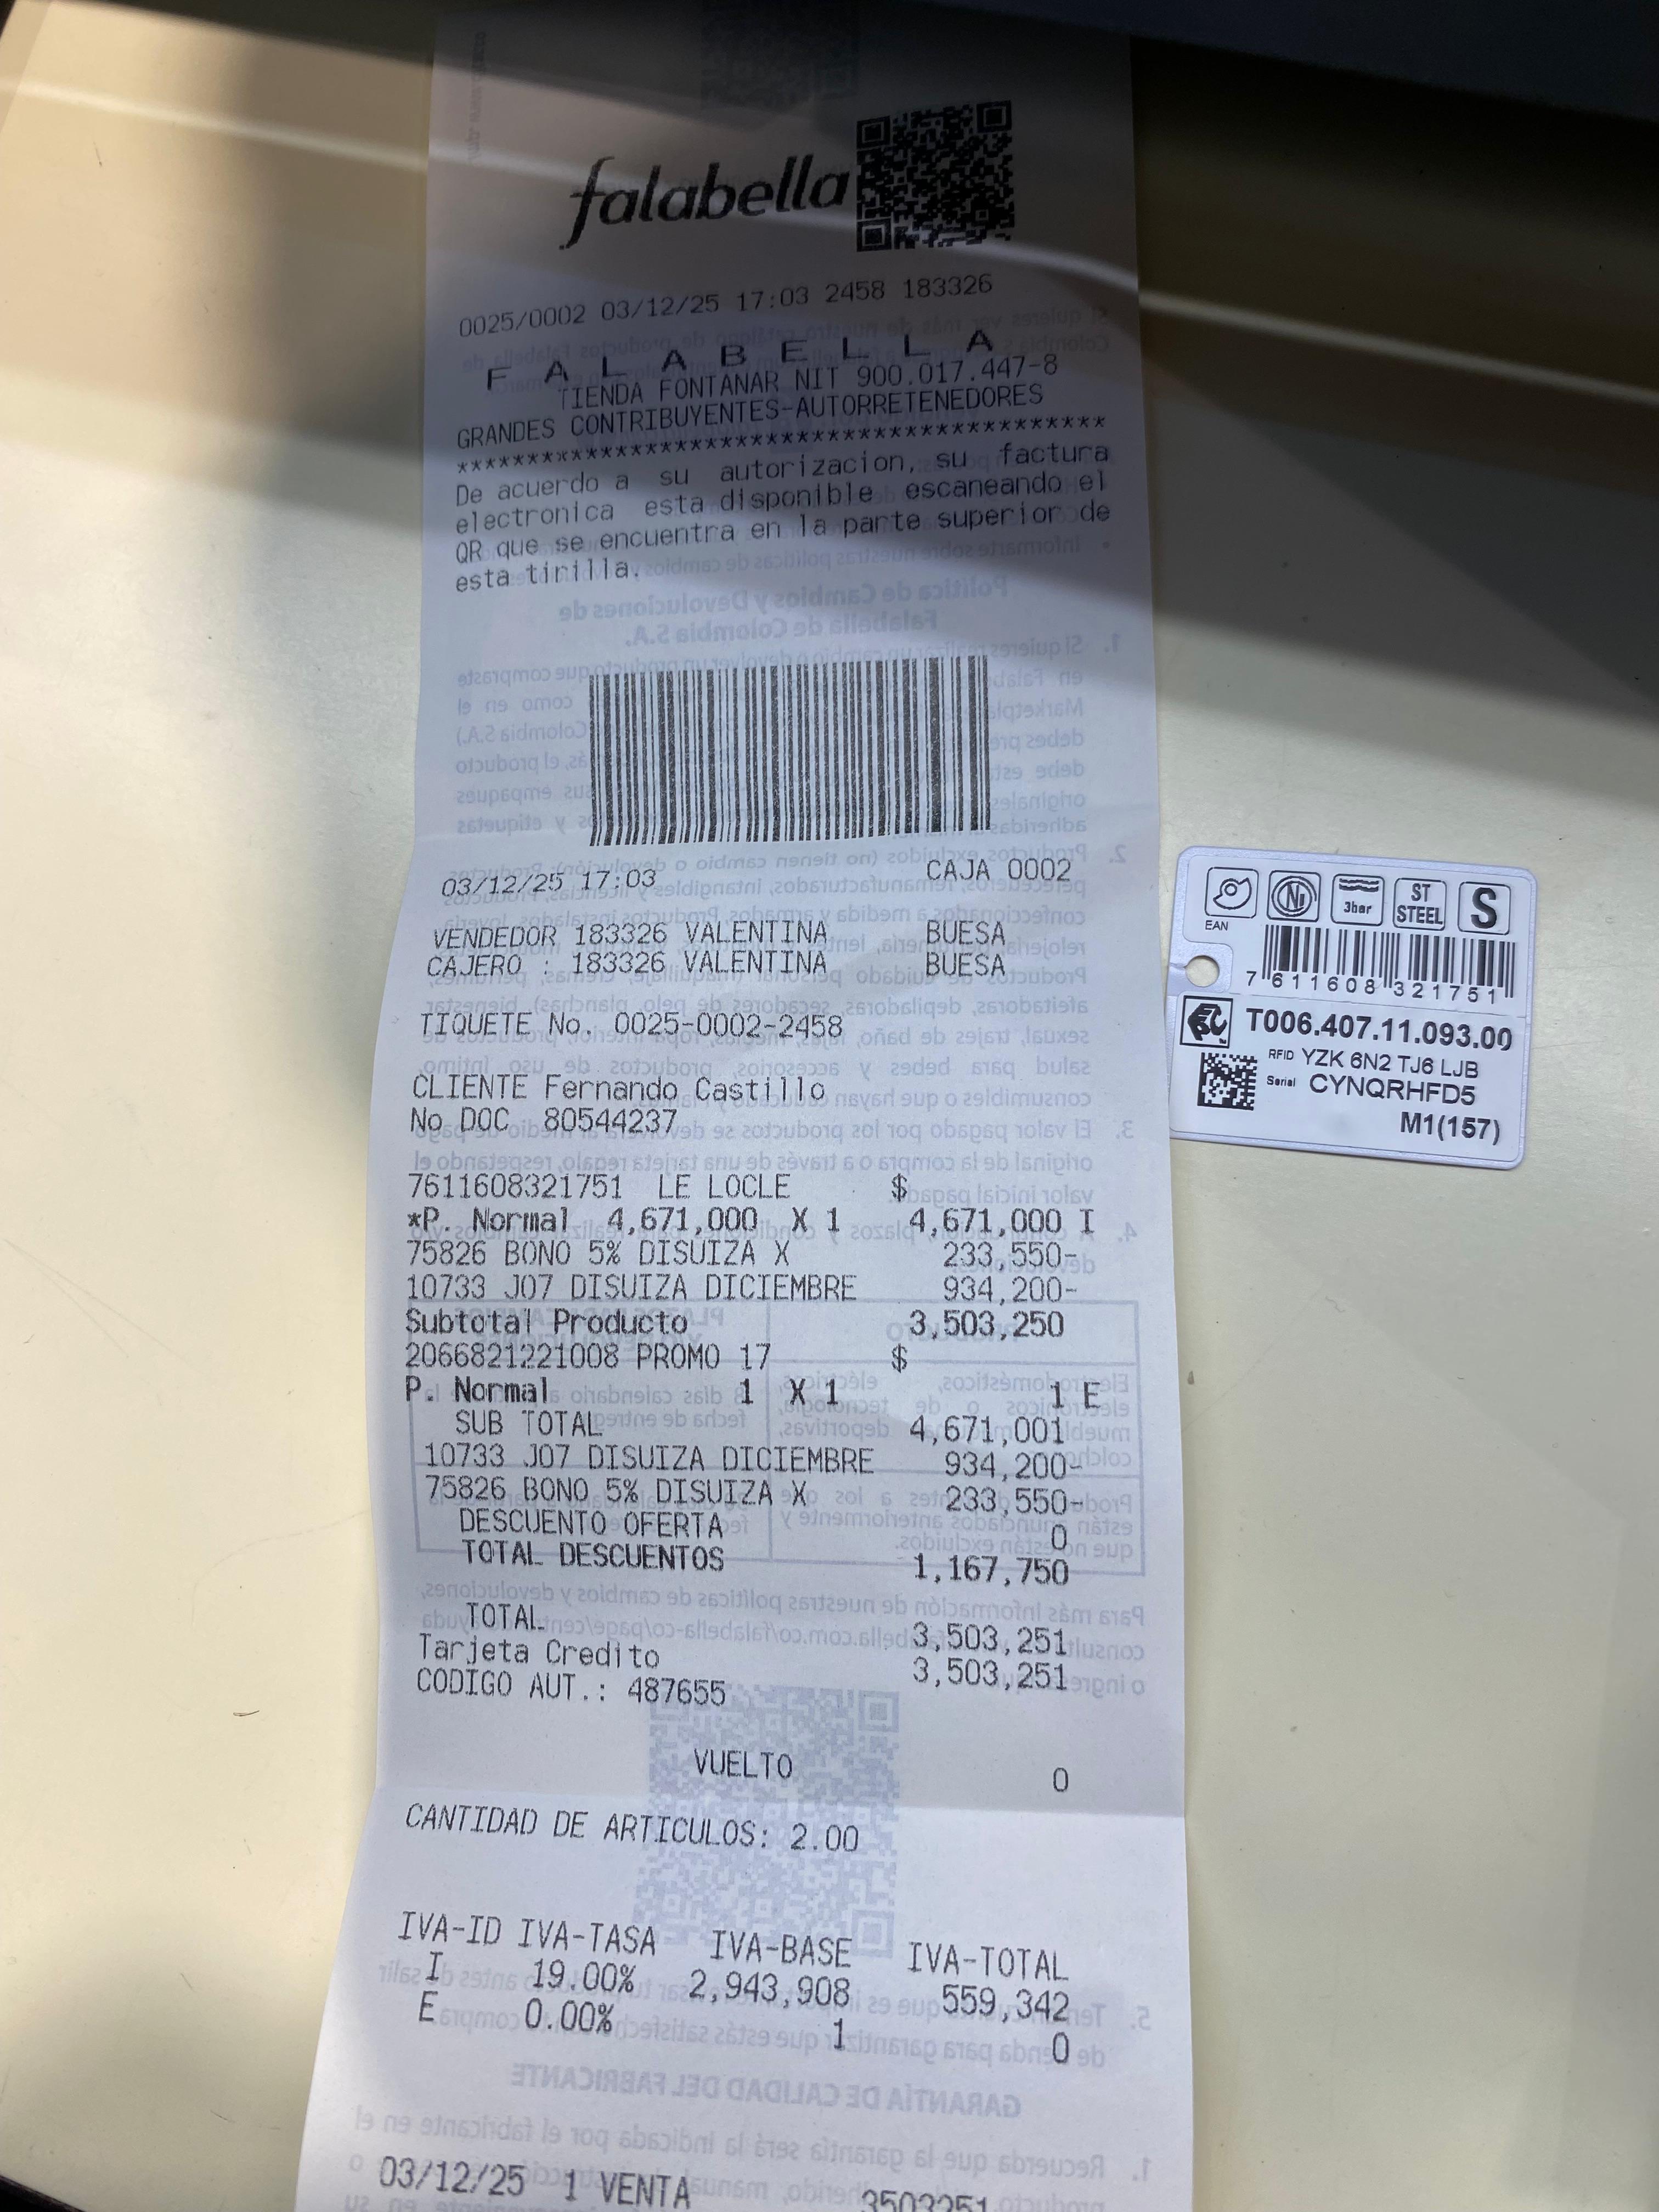 falabella
0025/0002 03/12/25 17:03 2458 183326
F A L A B E L L A
TIENDA FONTANAR NIT 900.017.447-8
GRANDES CONTRIBUYENTES-AUTORRETENEDORES
*************************************
De acuerdo a su autorizacion, su factura
electronica esta disponible escaneando el
QR que se encuentra en la parte superior de
esta tirilla.
03/12/25 17:03 CAJA 0002
VENDEDOR 183326 VALENTINA BUESA
CAJERO : 183326 VALENTINA BUESA
TIQUETE No. 0025-0002-2458
CLIENTE Fernando Castillo
No DOC 80544237
7611608321751 LE LOCLE $
*P. Normal 4,671,000 X 1 4,671,000 I
75826 BONO 5% DISUIZA X 233,550-
10733 J07 DISUIZA DICIEMBRE 934,200-
Subtotal Producto 3,503,250
2066821221008 PROMO 17 $
P. Normal 1 X 1 1 E
SUB TOTAL 4,671,001
10733 J07 DISUIZA DICIEMBRE 934,200-
75826 BONO 5% DISUIZA X 233,550-
DESCUENTO OFERTA 0
TOTAL DESCUENTOS 1,167,750
TOTAL 3,503,251
Tarjeta Credito 3,503,251
CODIGO AUT.: 487655
VUELTO 0
CANTIDAD DE ARTICULOS: 2.00
IVA-ID IVA-TASA IVA-BASE IVA-TOTAL
I 19.00% 2,943,908 559,342
E 0.00% 1 0
03/12/25 1 VENTA 3503251
3bar
ST
STEEL
S
EAN
7 611608 321751
T006.407.11.093.00
RFID YZK 6N2 TJ6 LJB
Serial CYNQRHFD5
M1(157)